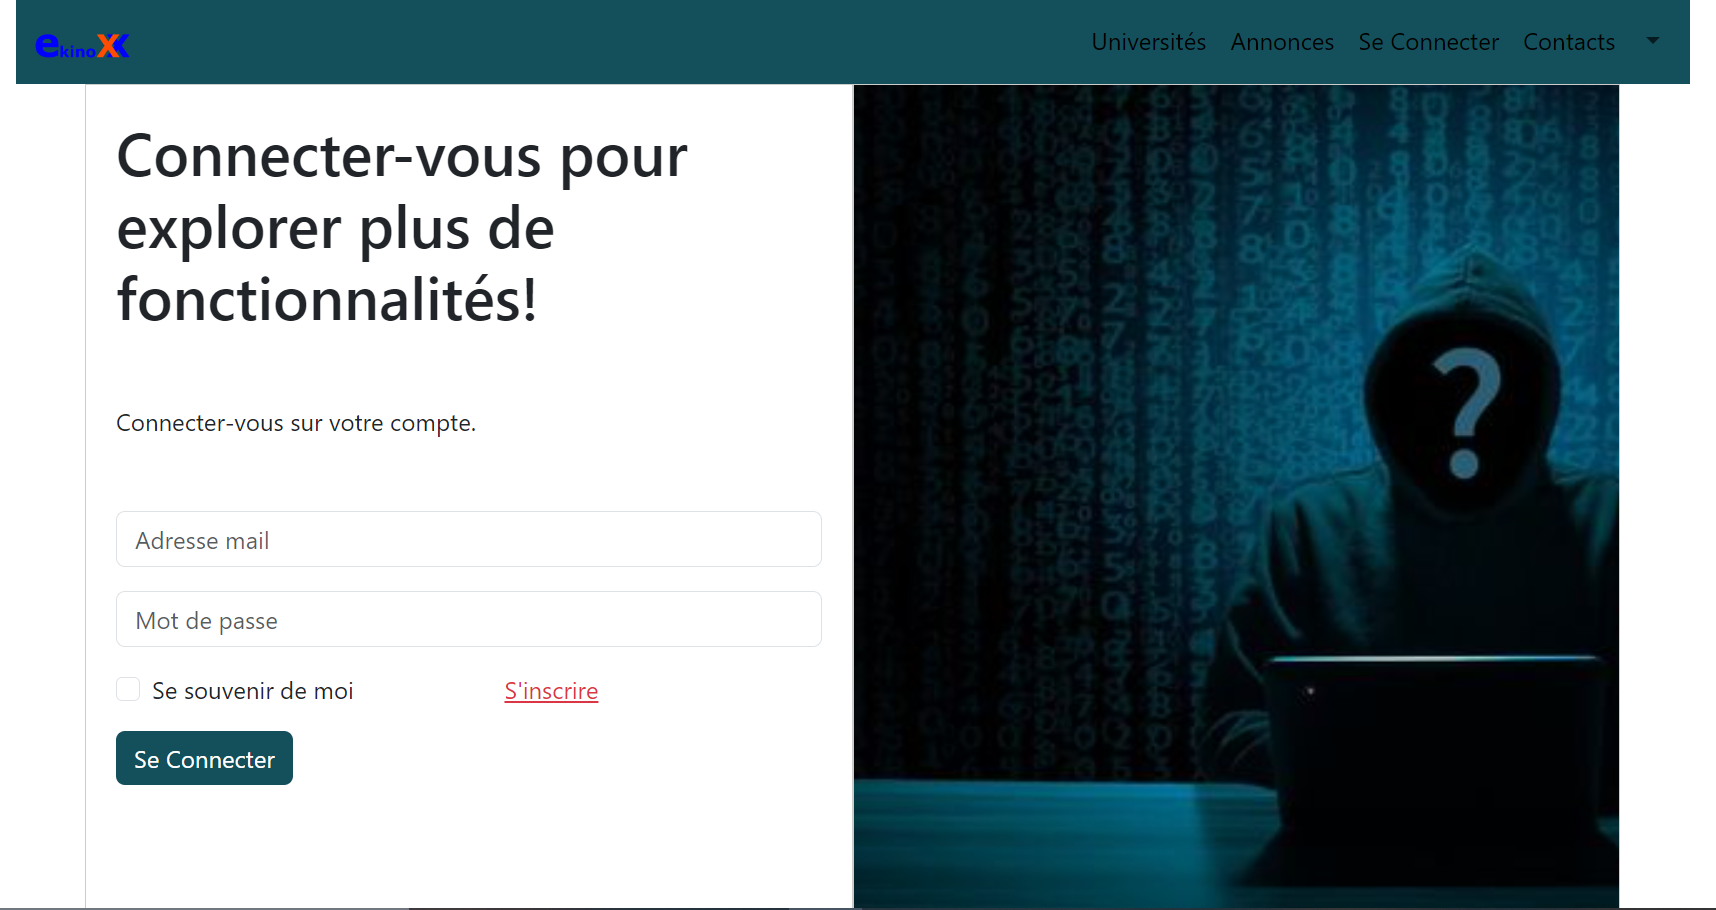 ekinoX
Universités Annonces Se Connecter Contacts
Connecter-vous pour
explorer plus de
fonctionnalités!
Connecter-vous sur votre compte.
Adresse mail
Mot de passe
Se souvenir de moi S'inscrire
Se Connecter
?